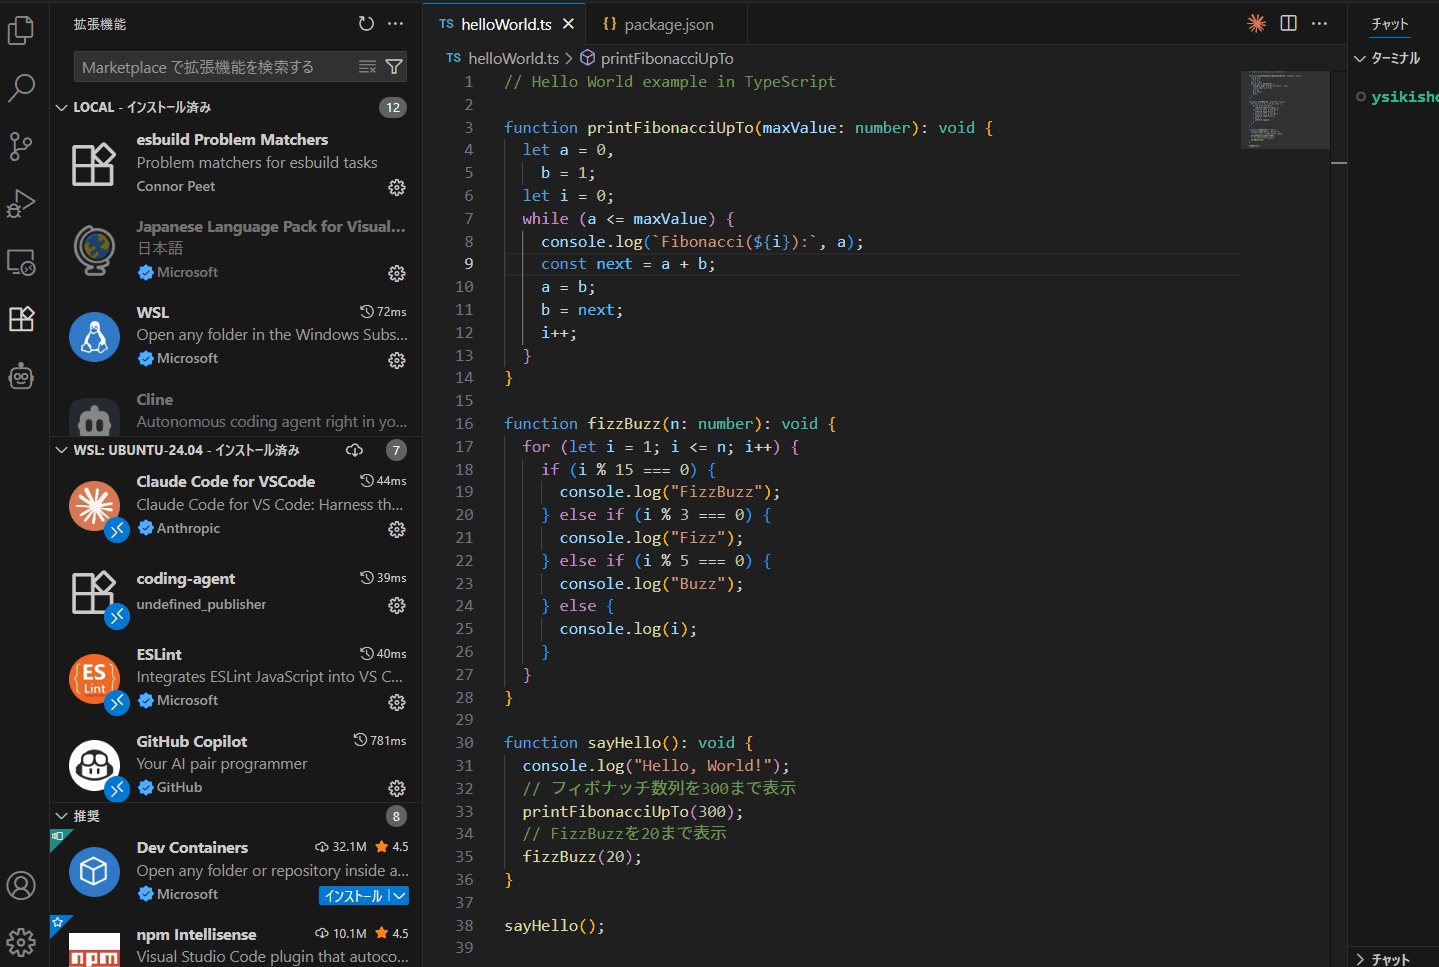 拡張機能
Marketplace で拡張機能を検索する
LOCAL - インストール済み
12
esbuild Problem Matchers
Problem matchers for esbuild tasks
Connor Peet
Japanese Language Pack for Visual...
日本語
Microsoft
WSL
72ms
Open any folder in the Windows Subs...
Microsoft
Cline
Autonomous coding agent right in yo...
WSL: UBUNTU-24.04 - インストール済み
7
Claude Code for VSCode
44ms
Claude Code for VS Code: Harness th...
Anthropic
coding-agent
39ms
undefined_publisher
ES
Lint
ESLint
40ms
Integrates ESLint JavaScript into VS C...
Microsoft
GitHub Copilot
781ms
Your AI pair programmer
GitHub
推奨
8
Dev Containers
32.1M
4.5
Open any folder or repository inside a...
Microsoft
インストール
npm
npm Intellisense
10.1M
4.5
Visual Studio Code plugin that autoco...
TS helloWorld.ts
{} package.json
TS helloWorld.ts > printFibonacciUpTo
1 // Hello World example in TypeScript
2
3 function printFibonacciUpTo(maxValue: number): void {
4 let a = 0,
5 b = 1;
6 let i = 0;
7 while (a <= maxValue) {
8 console.log(`Fibonacci(${i}):`, a);
9 const next = a + b;
10 a = b;
11 b = next;
12 i++;
13 }
14 }
15
16 function fizzBuzz(n: number): void {
17 for (let i = 1; i <= n; i++) {
18 if (i % 15 === 0) {
19 console.log("FizzBuzz");
20 } else if (i % 3 === 0) {
21 console.log("Fizz");
22 } else if (i % 5 === 0) {
23 console.log("Buzz");
24 } else {
25 console.log(i);
26 }
27 }
28 }
29
30 function sayHello(): void {
31 console.log("Hello, World!");
32 // フィボナッチ数列を300まで表示
33 printFibonacciUpTo(300);
34 // FizzBuzzを20まで表示
35 fizzBuzz(20);
36 }
37
38 sayHello();
39
チャット
ターミナル
ysikisho
チャット